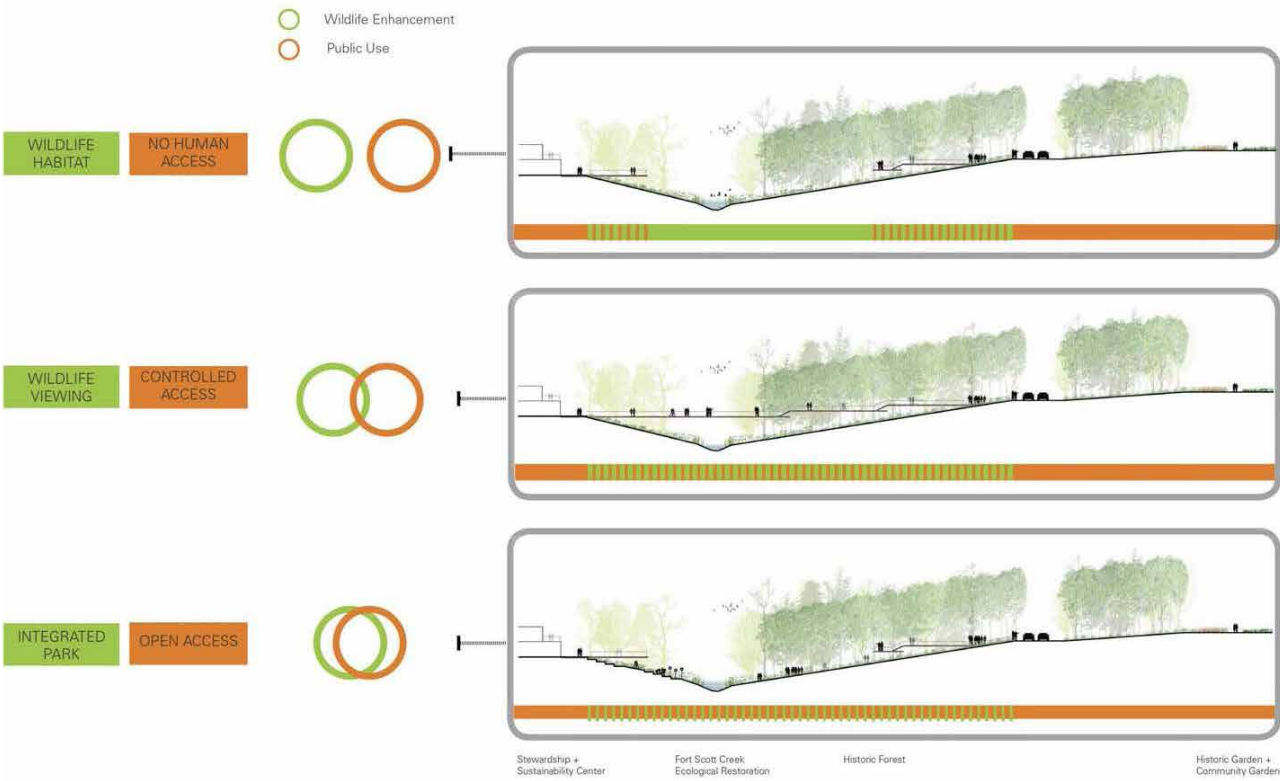 Wildlife Enhancement
Public Use
WILDLIFE
HABITAT
NO HUMAN
ACCESS
WILDLIFE
VIEWING
CONTROLLED
ACCESS
INTEGRATED
PARK
OPEN ACCESS
Stewardship +
Sustainability Center
Fort Scott Creek
Ecological Restoration
Historic Forest
Historic Garden +
Community Garden